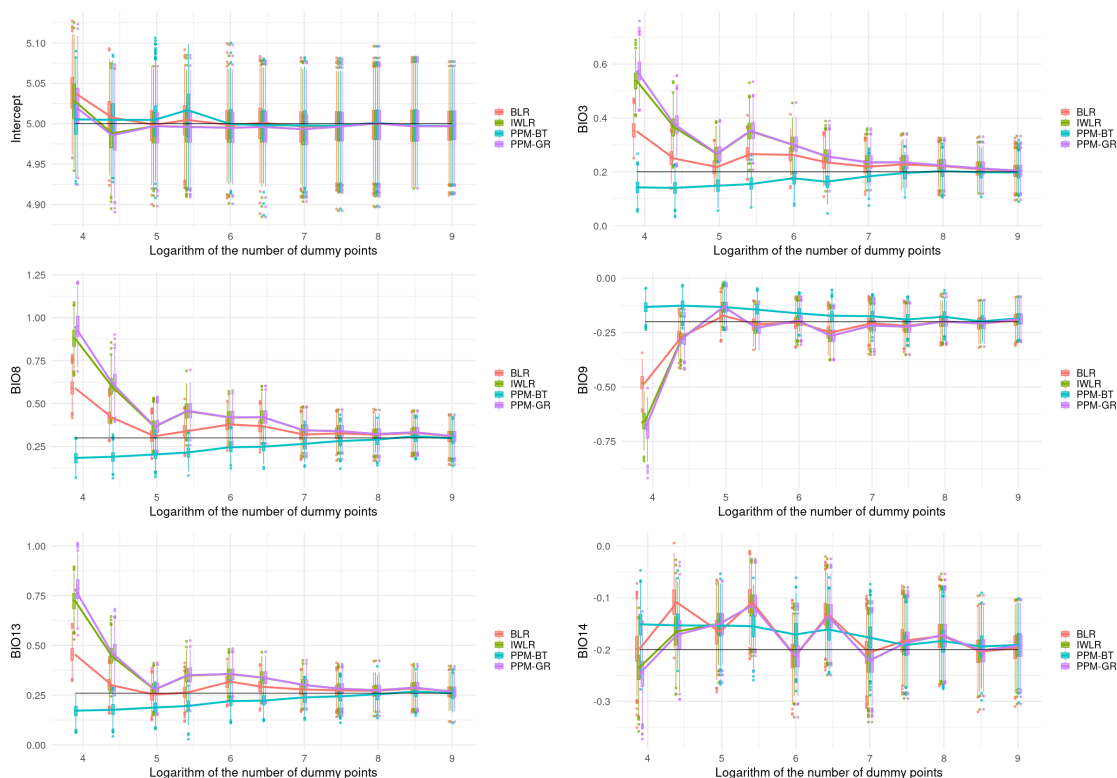 Intercept
5.10
5.05
5.00
4.95
4.90
4 5 6 7 8 9
Logarithm of the number of dummy points
BLR
IWLR
PPM-BT
PPM-GR
BIO3
0.6
0.4
0.2
0.0
4 5 6 7 8 9
Logarithm of the number of dummy points
BLR
IWLR
PPM-BT
PPM-GR
BIO8
1.25
1.00
0.75
0.50
0.25
4 5 6 7 8 9
Logarithm of the number of dummy points
BLR
IWLR
PPM-BT
PPM-GR
BIO9
0.00
-0.25
-0.50
-0.75
4 5 6 7 8 9
Logarithm of the number of dummy points
BLR
IWLR
PPM-BT
PPM-GR
BIO13
1.00
0.75
0.50
0.25
0.00
4 5 6 7 8 9
Logarithm of the number of dummy points
BLR
IWLR
PPM-BT
PPM-GR
BIO14
0.0
-0.1
-0.2
-0.3
4 5 6 7 8 9
Logarithm of the number of dummy points
BLR
IWLR
PPM-BT
PPM-GR